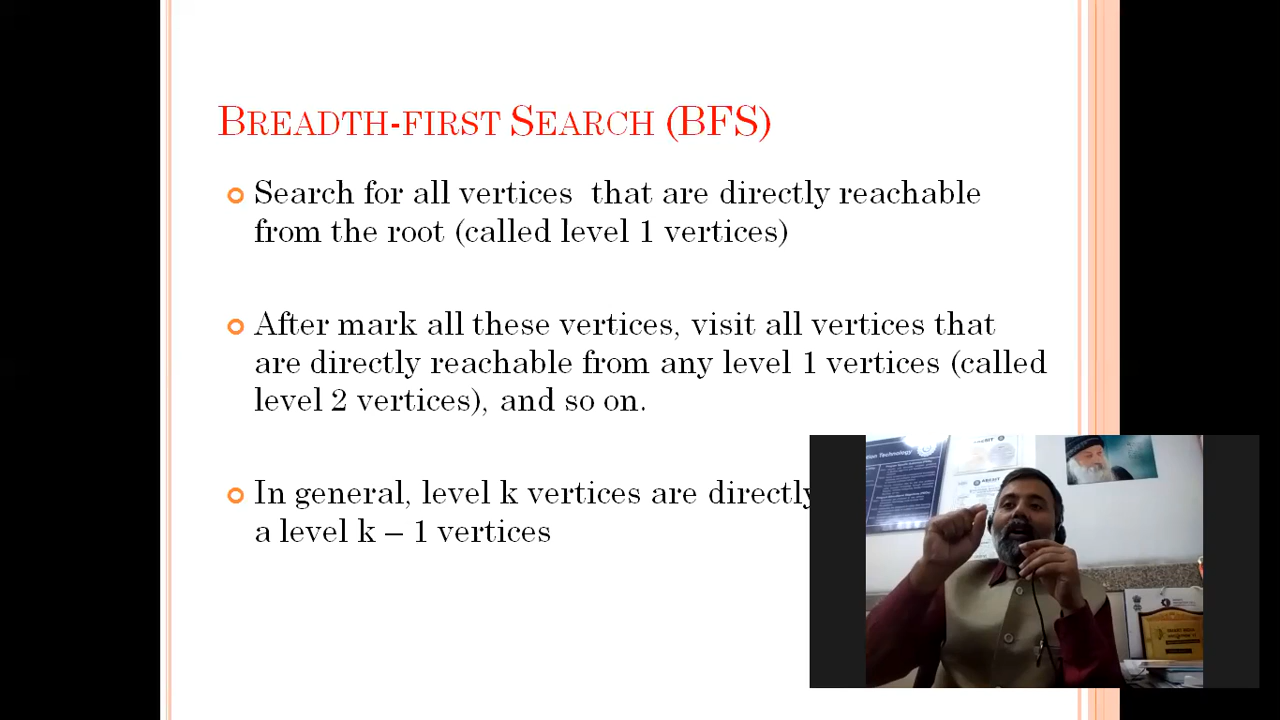 BREADTH-FIRST SEARCH (BFS)
Search for all vertices that are directly reachable
from the root (called level 1 vertices)
After mark all these vertices, visit all vertices that
are directly reachable from any level 1 vertices (called
level 2 vertices), and so on.
In general, level k vertices are directly
a level k – 1 vertices
Technology